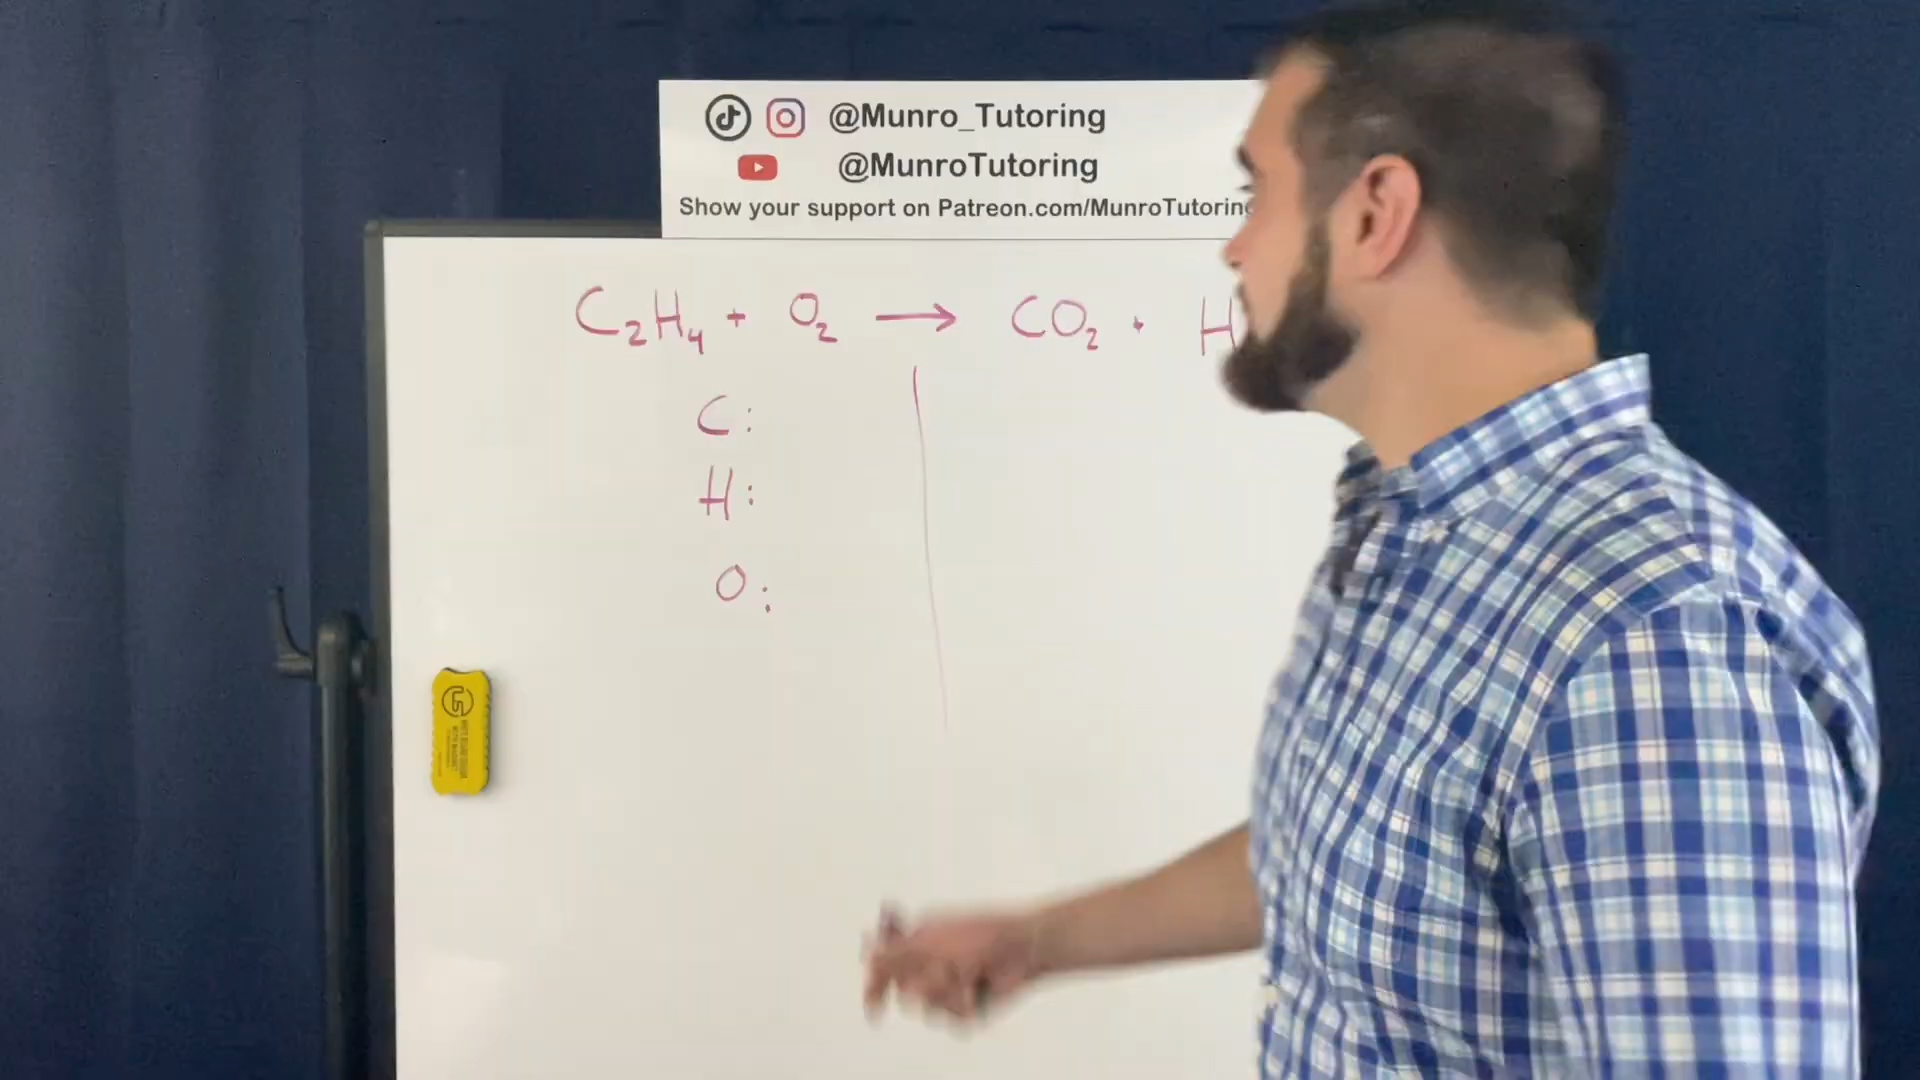 @Munro_Tutoring
@MunroTutoring
Show your support on Patreon.com/MunroTutoring
C₂H₄ + O₂ → CO₂ + H
C:
H:
O: